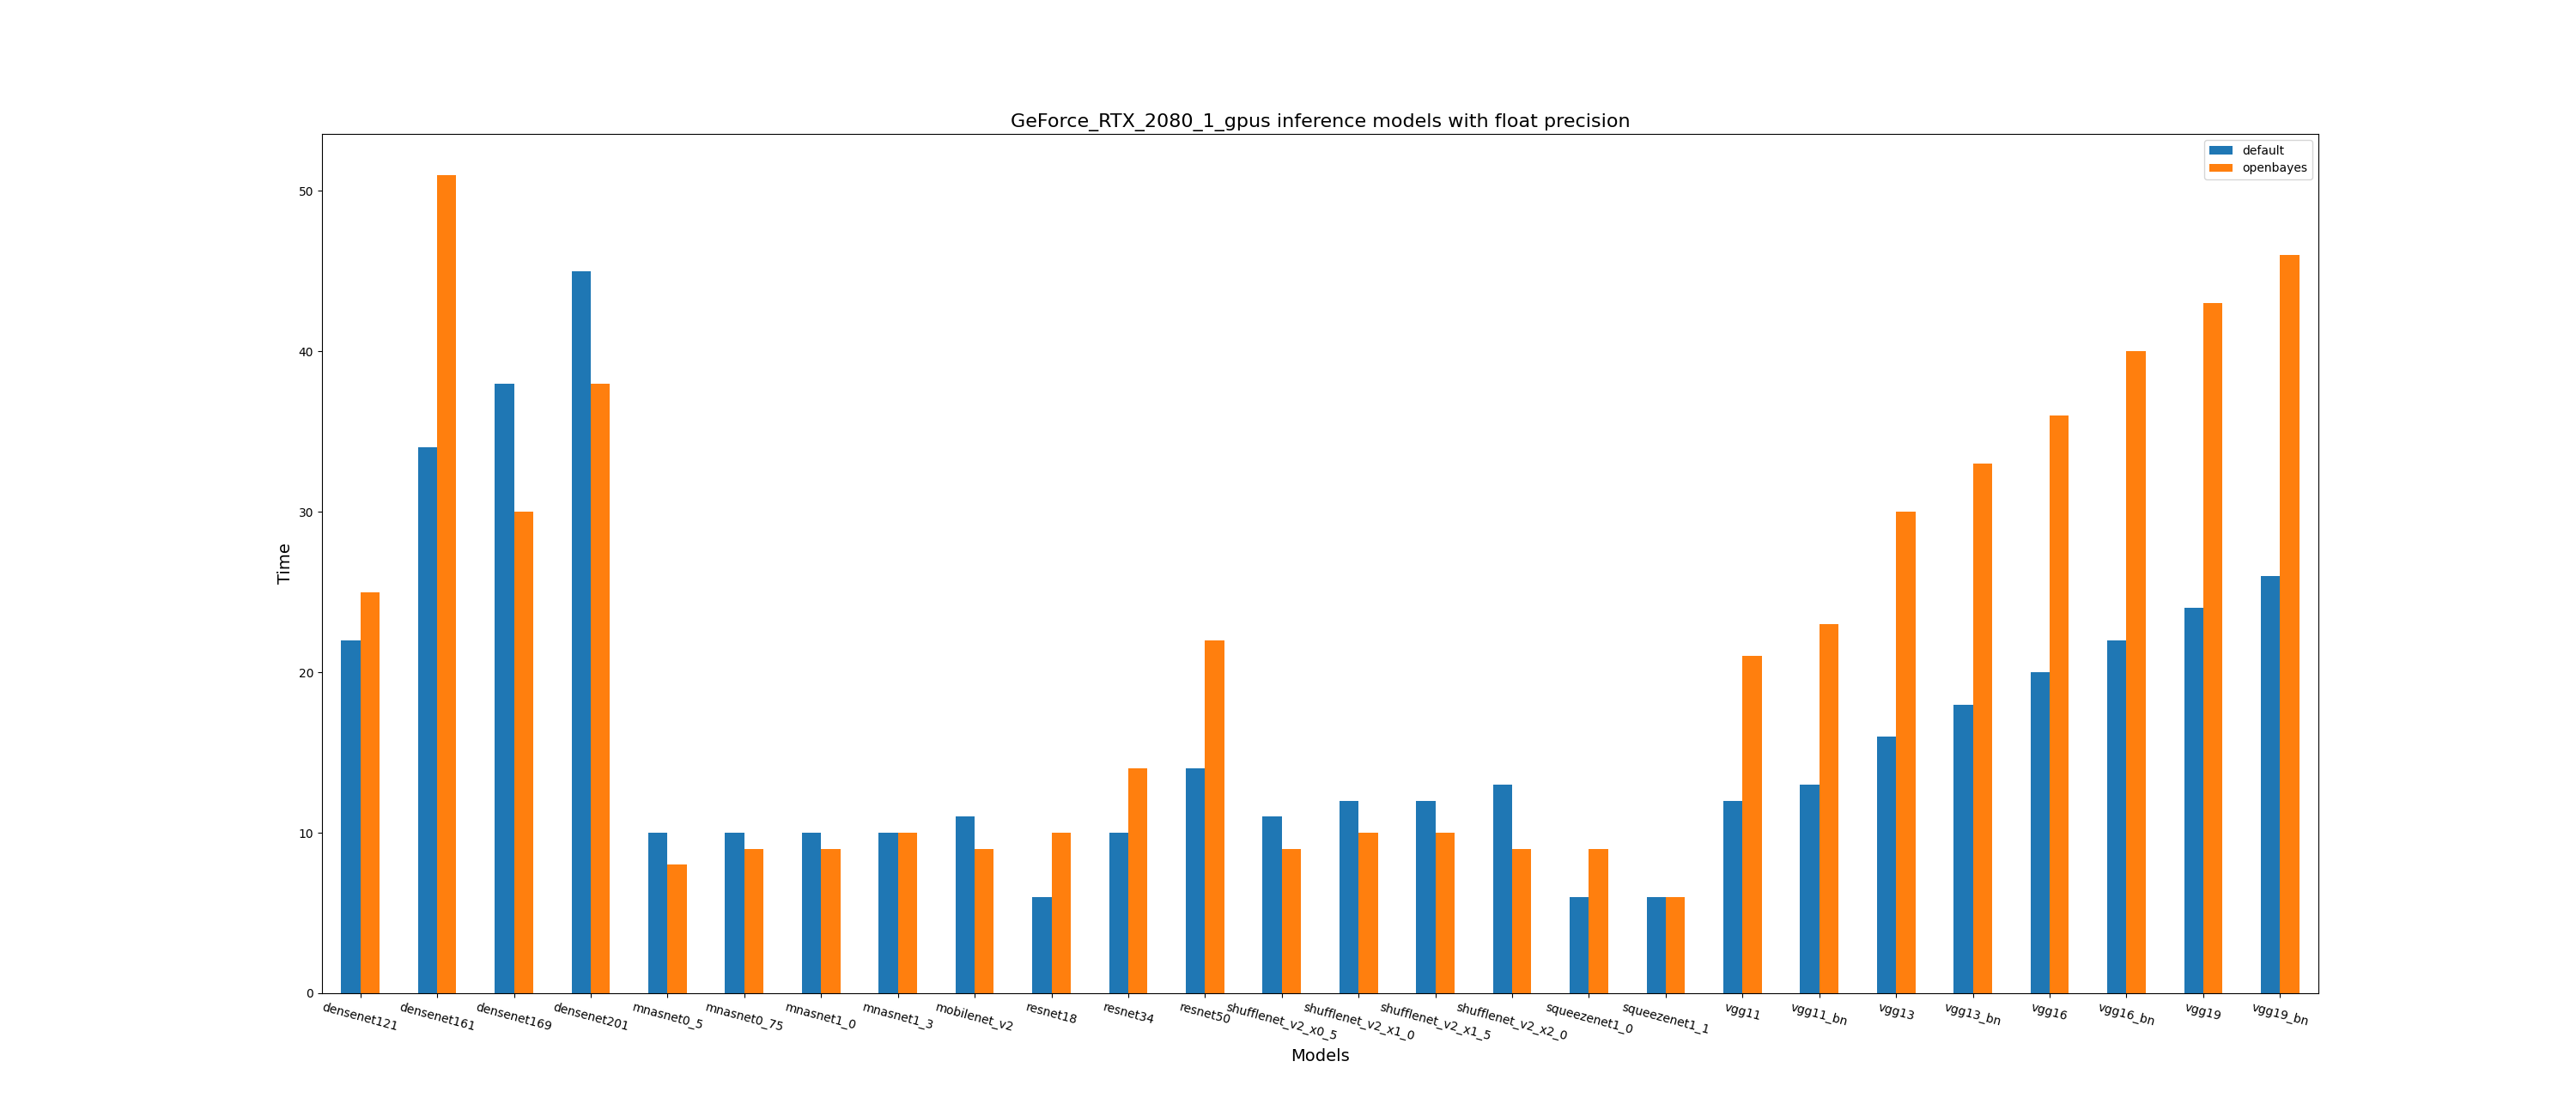 GeForce_RTX_2080_1_gpus inference models with float precision
default
openbayes
50
40
30
20
10
0
Time
densenet121
densenet161
densenet169
densenet201
mnasnet0_5
mnasnet0_75
mnasnet1_0
mnasnet1_3
mobilenet_v2
resnet18
resnet34
resnet50
shufflenet_v2_x0_5
shufflenet_v2_x1_0
shufflenet_v2_x1_5
shufflenet_v2_x2_0
squeezenet1_0
squeezenet1_1
vgg11
vgg11_bn
vgg13
vgg13_bn
vgg16
vgg16_bn
vgg19
vgg19_bn
Models